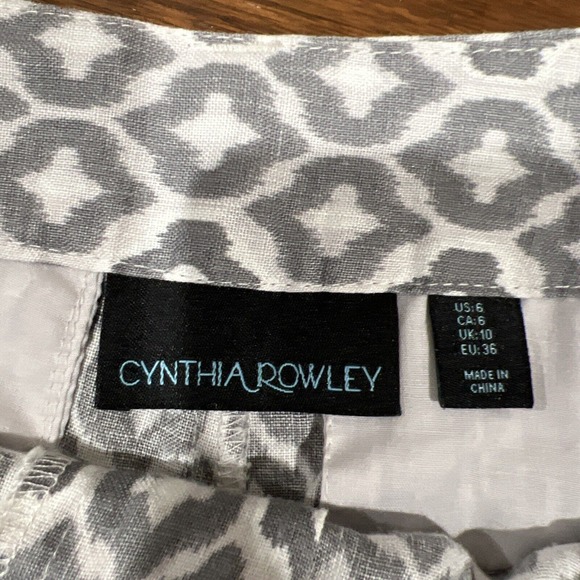 CYNTHIA ROWLEY
US: 6
CA: 6
UK: 10
EU: 36
MADE IN
CHINA